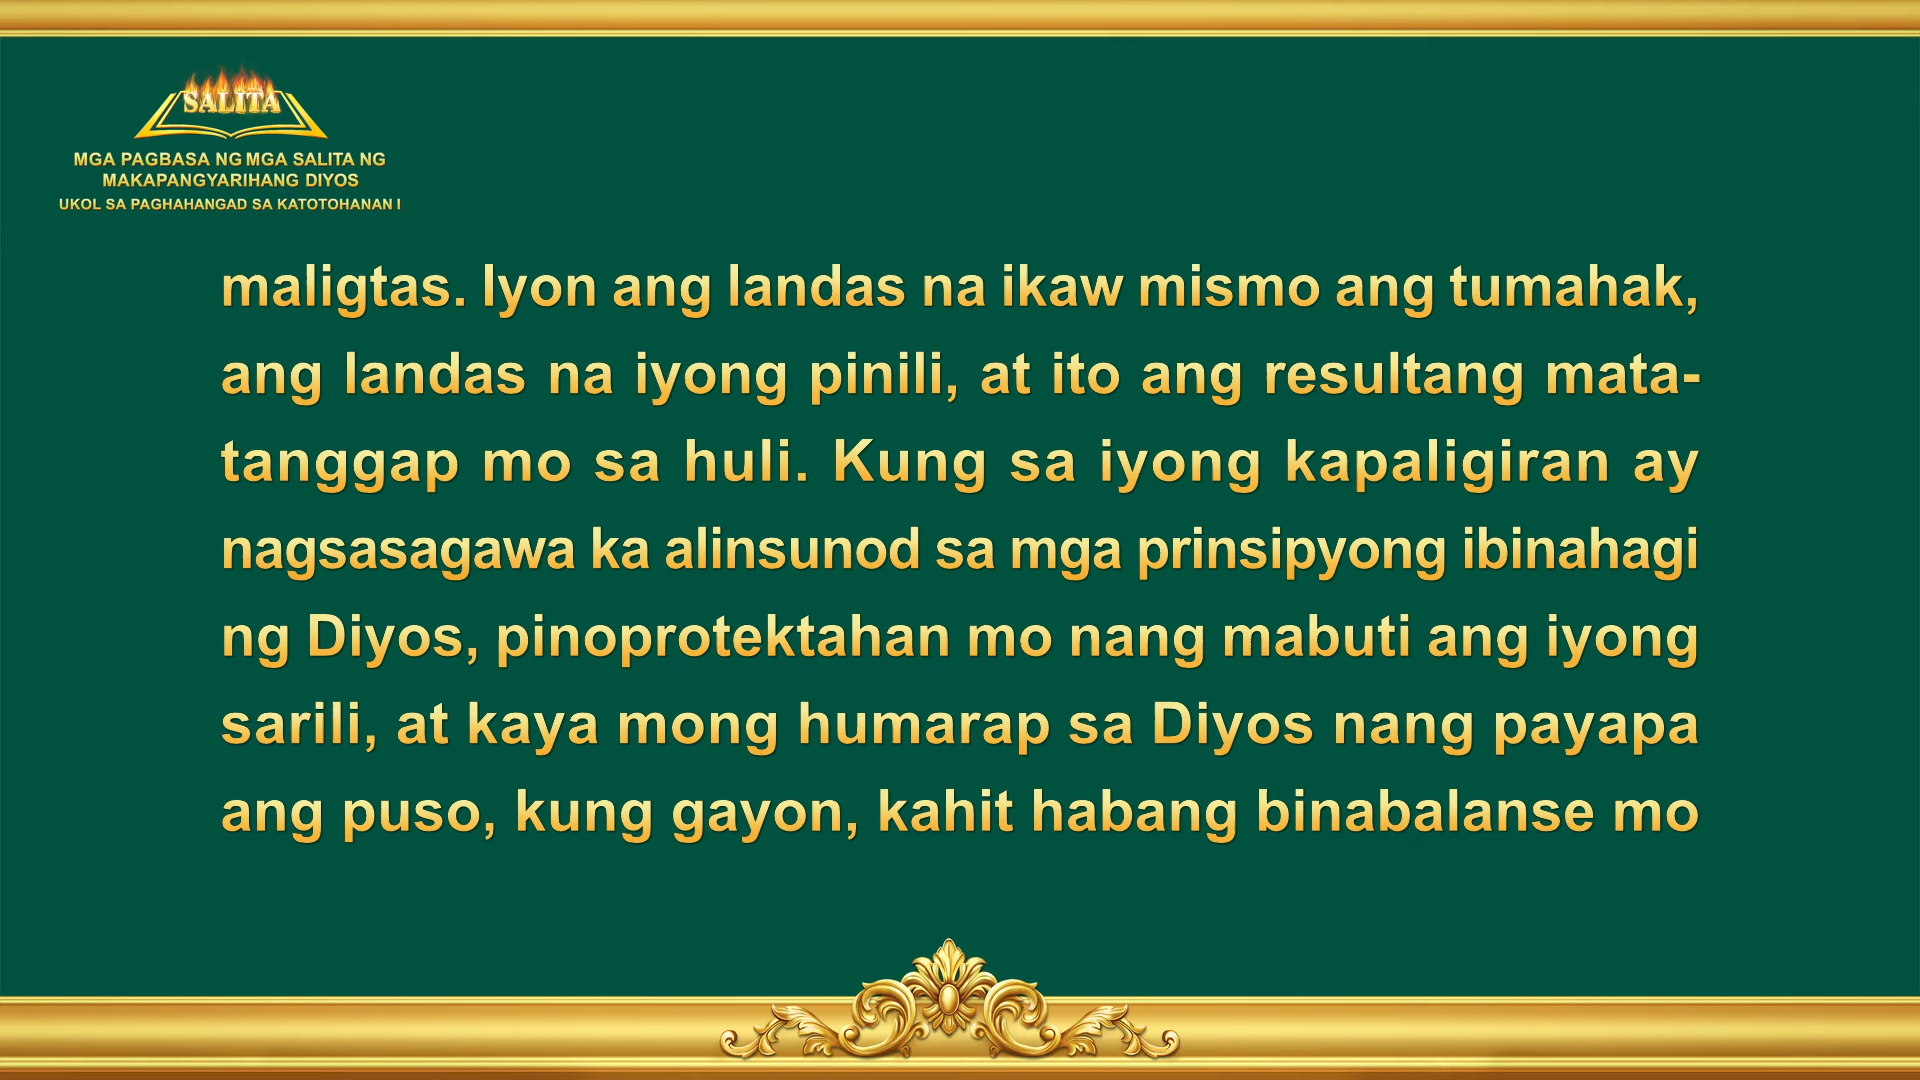 SALITA
MGA PAGBASA NG MGA SALITA NG
MAKAPANGYARIHANG DIYOS
UKOL SA PAGHAHANGAD SA KATOTOHANAN I
maligtas. Iyon ang landas na ikaw mismo ang tumahak,
ang landas na iyong pinili, at ito ang resultang mata-
tanggap mo sa huli. Kung sa iyong kapaligiran ay
nagsasagawa ka alinsunod sa mga prinsipyong ibinahagi
ng Diyos, pinoprotektahan mo nang mabuti ang iyong
sarili, at kaya mong humarap sa Diyos nang payapa
ang puso, kung gayon, kahit habang binabalanse mo